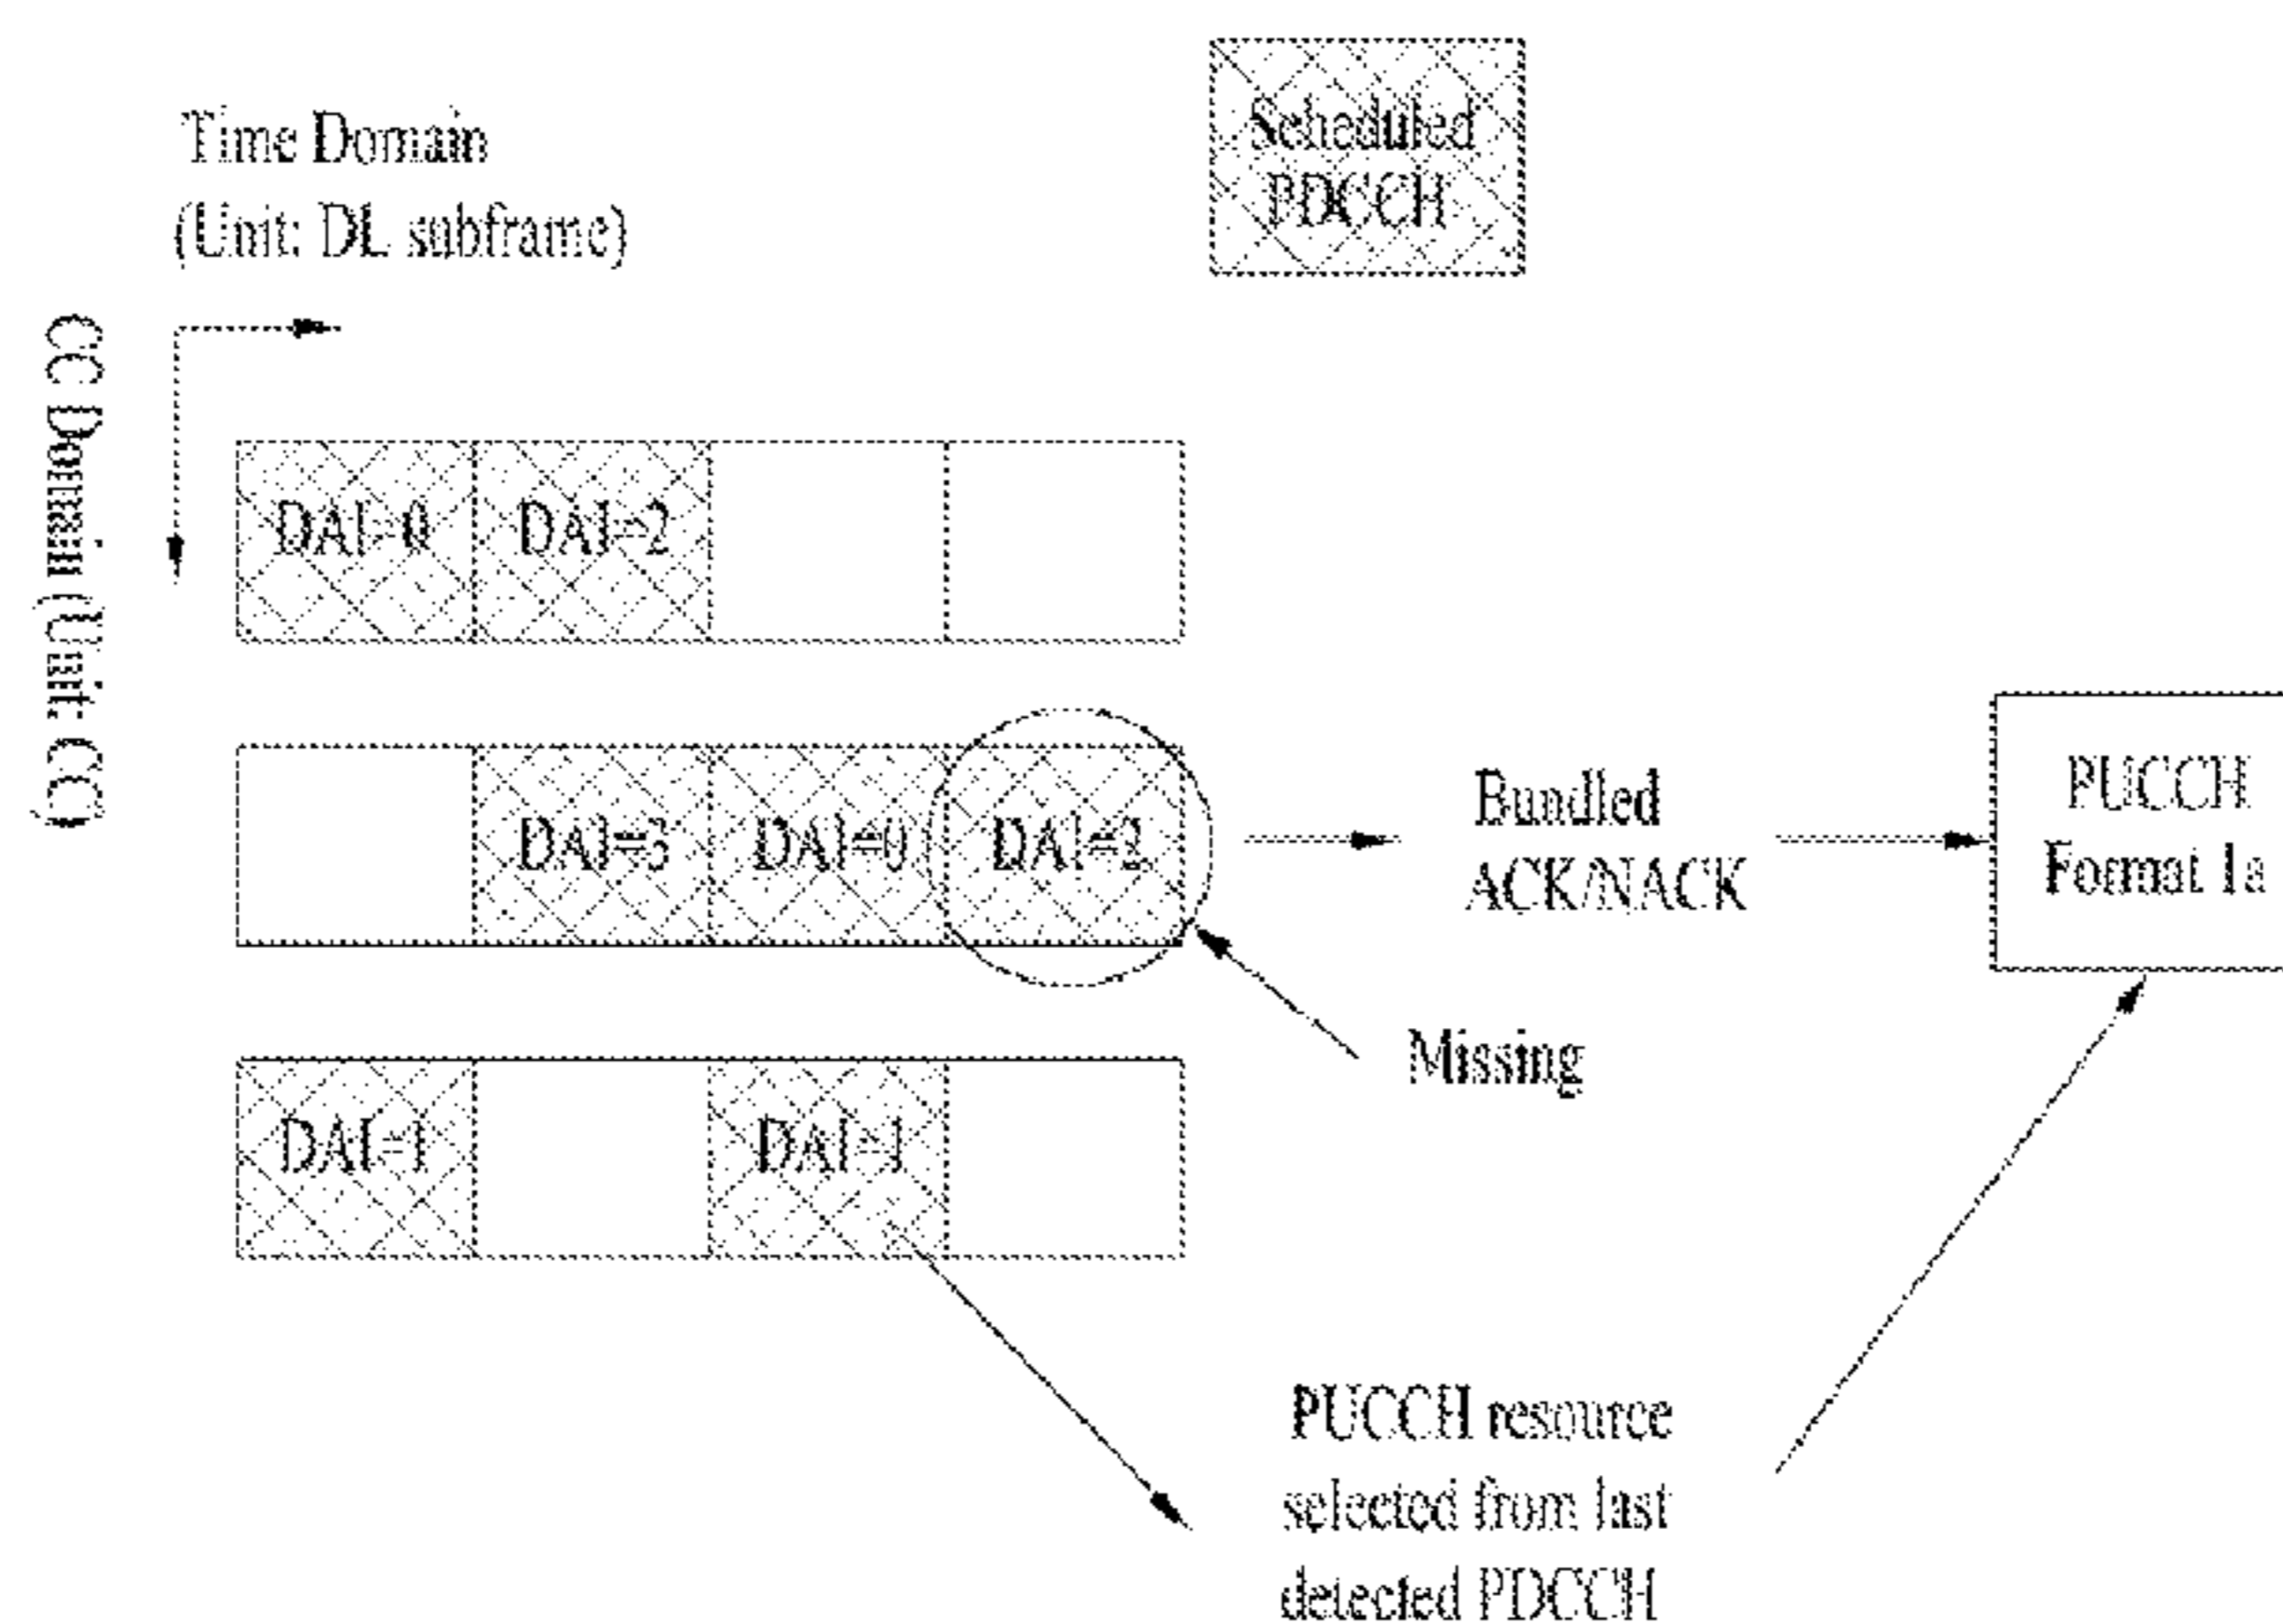 Time Domain
(Unit: DL subframe)
Scheduled
PDCCH
CC Domain (Unit: CC)
DAI=0 DAI=2
DAI=3 DAI=0 DAI=2
Bundled
ACK/NACK
PUCCH
Format 1a
Missing
DAI=1 DAI=1
PUCCH resource
selected from last
detected PDCCH